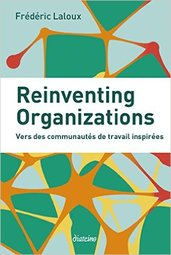 Frédéric Laloux
Reinventing
Organizations
Vers des communautés de travail inspirées
diateino